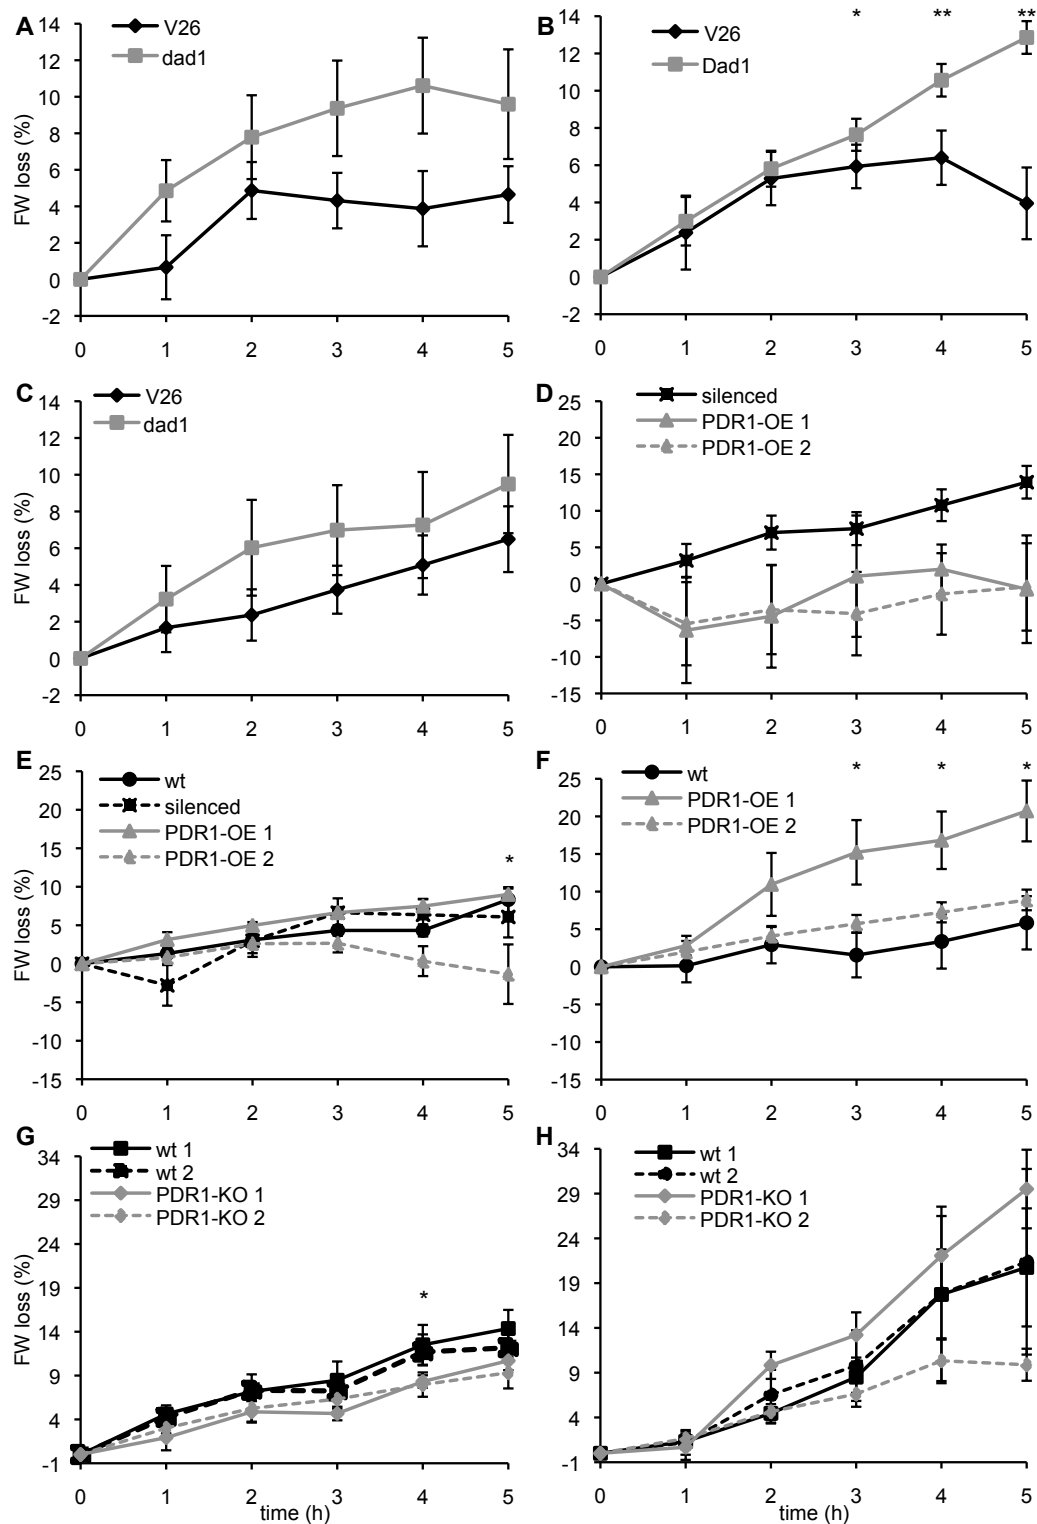 A
V26
dad1
14
12
10
8
6
4
2
0
-2
FW loss (%)
0 1 2 3 4 5
B
V26
Dad1
* ** **
14
12
10
8
6
4
2
0
-2
0 1 2 3 4 5
C
V26
dad1
14
12
10
8
6
4
2
0
-2
FW loss (%)
0 1 2 3 4 5
D
silenced
PDR1-OE 1
PDR1-OE 2
25
20
15
10
5
0
-5
-10
-15
0 1 2 3 4 5
E
wt
silenced
PDR1-OE 1
PDR1-OE 2
*
25
20
15
10
5
0
-5
-10
-15
FW loss (%)
0 1 2 3 4 5
F
wt
PDR1-OE 1
PDR1-OE 2
* * *
25
20
15
10
5
0
-5
-10
-15
0 1 2 3 4 5
G
wt 1
wt 2
PDR1-KO 1
PDR1-KO 2
*
34
29
24
19
14
9
4
-1
FW loss (%)
0 1 2 3 4 5
time (h)
H
wt 1
wt 2
PDR1-KO 1
PDR1-KO 2
34
29
24
19
14
9
4
-1
0 1 2 3 4 5
time (h)